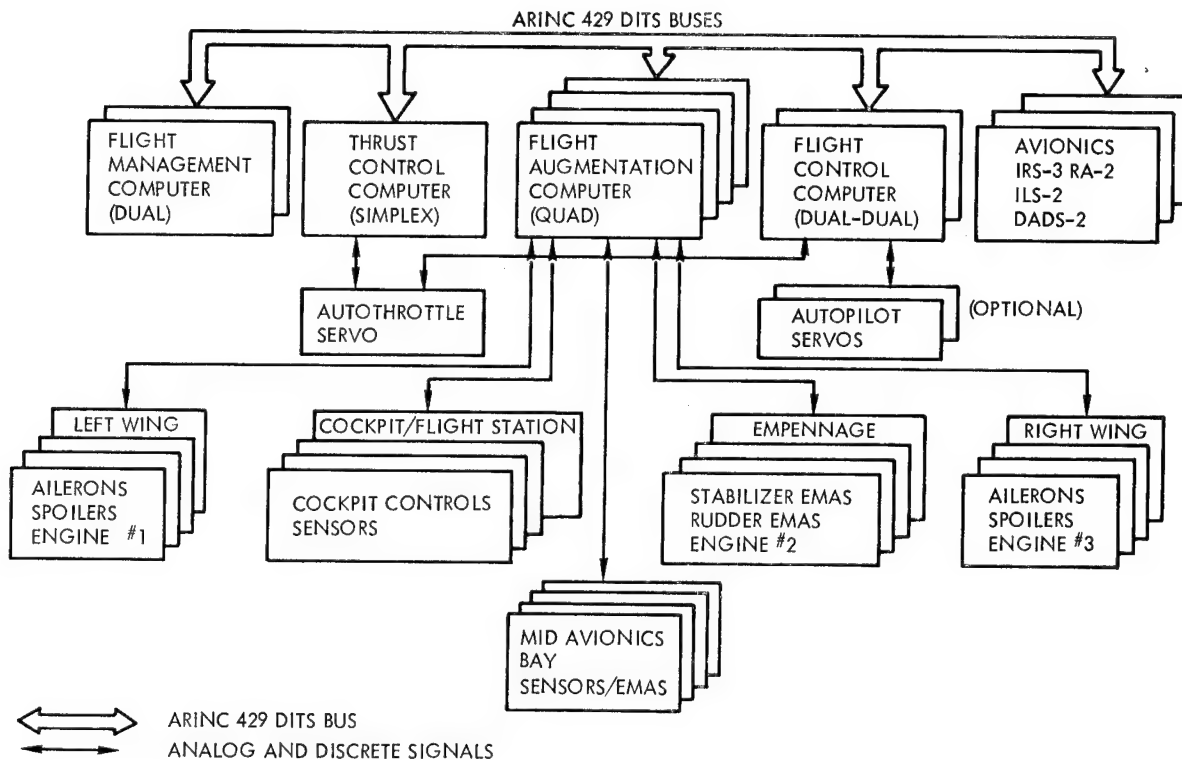 ARINC 429 DITS BUSES
FLIGHT
MANAGEMENT
COMPUTER
(DUAL)
THRUST
CONTROL
COMPUTER
(SIMPLEX)
FLIGHT
AUGMENTATION
COMPUTER
(QUAD)
FLIGHT
CONTROL
COMPUTER
(DUAL-DUAL)
AVIONICS
IRS-3 RA-2
ILS-2
DADS-2
AUTOTHROTTLE
SERVO
AUTOPILOT
SERVOS
(OPTIONAL)
LEFT WING
AILERONS
SPOILERS
ENGINE #1
COCKPIT/FLIGHT STATION
COCKPIT CONTROLS
SENSORS
EMPENNAGE
STABILIZER EMAS
RUDDER EMAS
ENGINE #2
RIGHT WING
AILERONS
SPOILERS
ENGINE #3
MID AVIONICS
BAY
SENSORS/EMAS
ARINC 429 DITS BUS
ANALOG AND DISCRETE SIGNALS